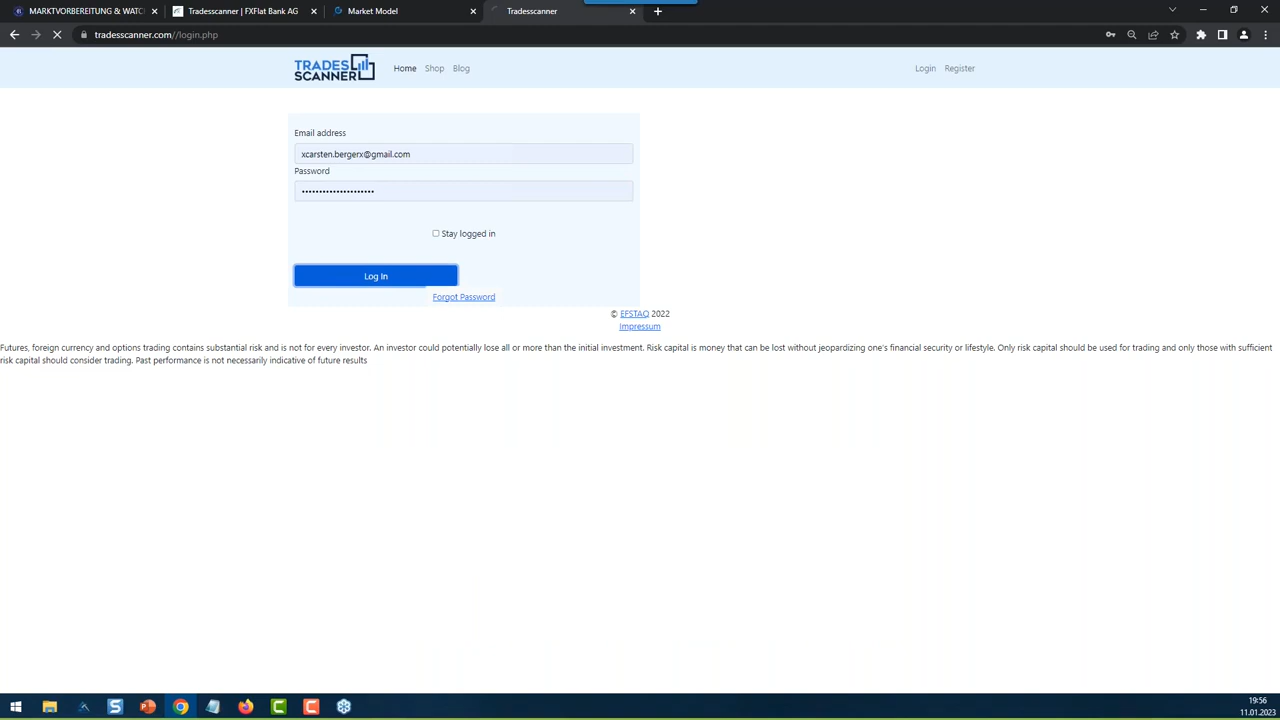 MARKTVORBEREITUNG & WATCH
Tradesscanner | FXFlat Bank AG
Market Model
Tradesscanner
tradesscanner.com//login.php
TRADES
SCANNER
Home
Shop
Blog
Login
Register
Email address
xcarsten.bergerx@gmail.com
Password
Stay logged in
Log In
Forgot Password
© EFSTAQ 2022
Impressum
Futures, foreign currency and options trading contains substantial risk and is not for every investor. An investor could potentially lose all or more than the initial investment. Risk capital is money that can be lost without jeopardizing one's financial security or lifestyle. Only risk capital should be used for trading and only those with sufficient
risk capital should consider trading. Past performance is not necessarily indicative of future results
19:56
11.01.2023